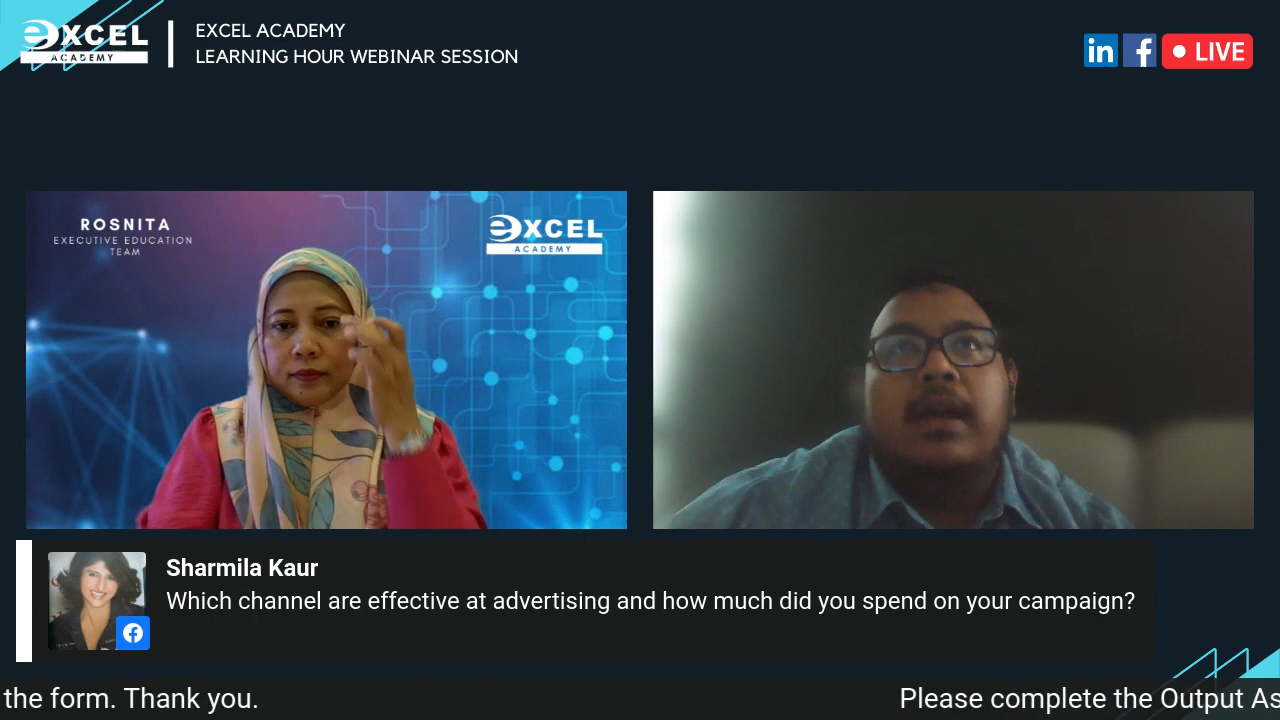 eXCEL
ACADEMY
EXCEL ACADEMY
LEARNING HOUR WEBINAR SESSION
in f LIVE
ROSNITA
EXECUTIVE EDUCATION
TEAM
eXCEL
ACADEMY
Sharmila Kaur
Which channel are effective at advertising and how much did you spend on your campaign?
the form. Thank you.
Please complete the Output As